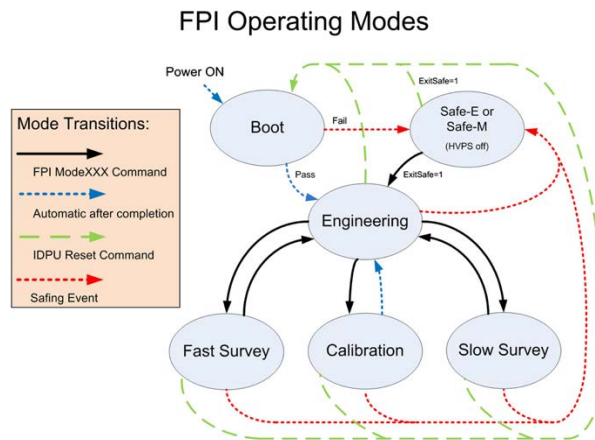 FPI Operating Modes
Power ON
ExitSafe=1
Mode Transitions:
FPI ModeXXX Command
Automatic after completion
IDPU Reset Command
Safing Event
Boot
Fail
Safe-E or
Safe-M
(HVPS off)
Pass
ExitSafe=1
Engineering
Fast Survey
Calibration
Slow Survey